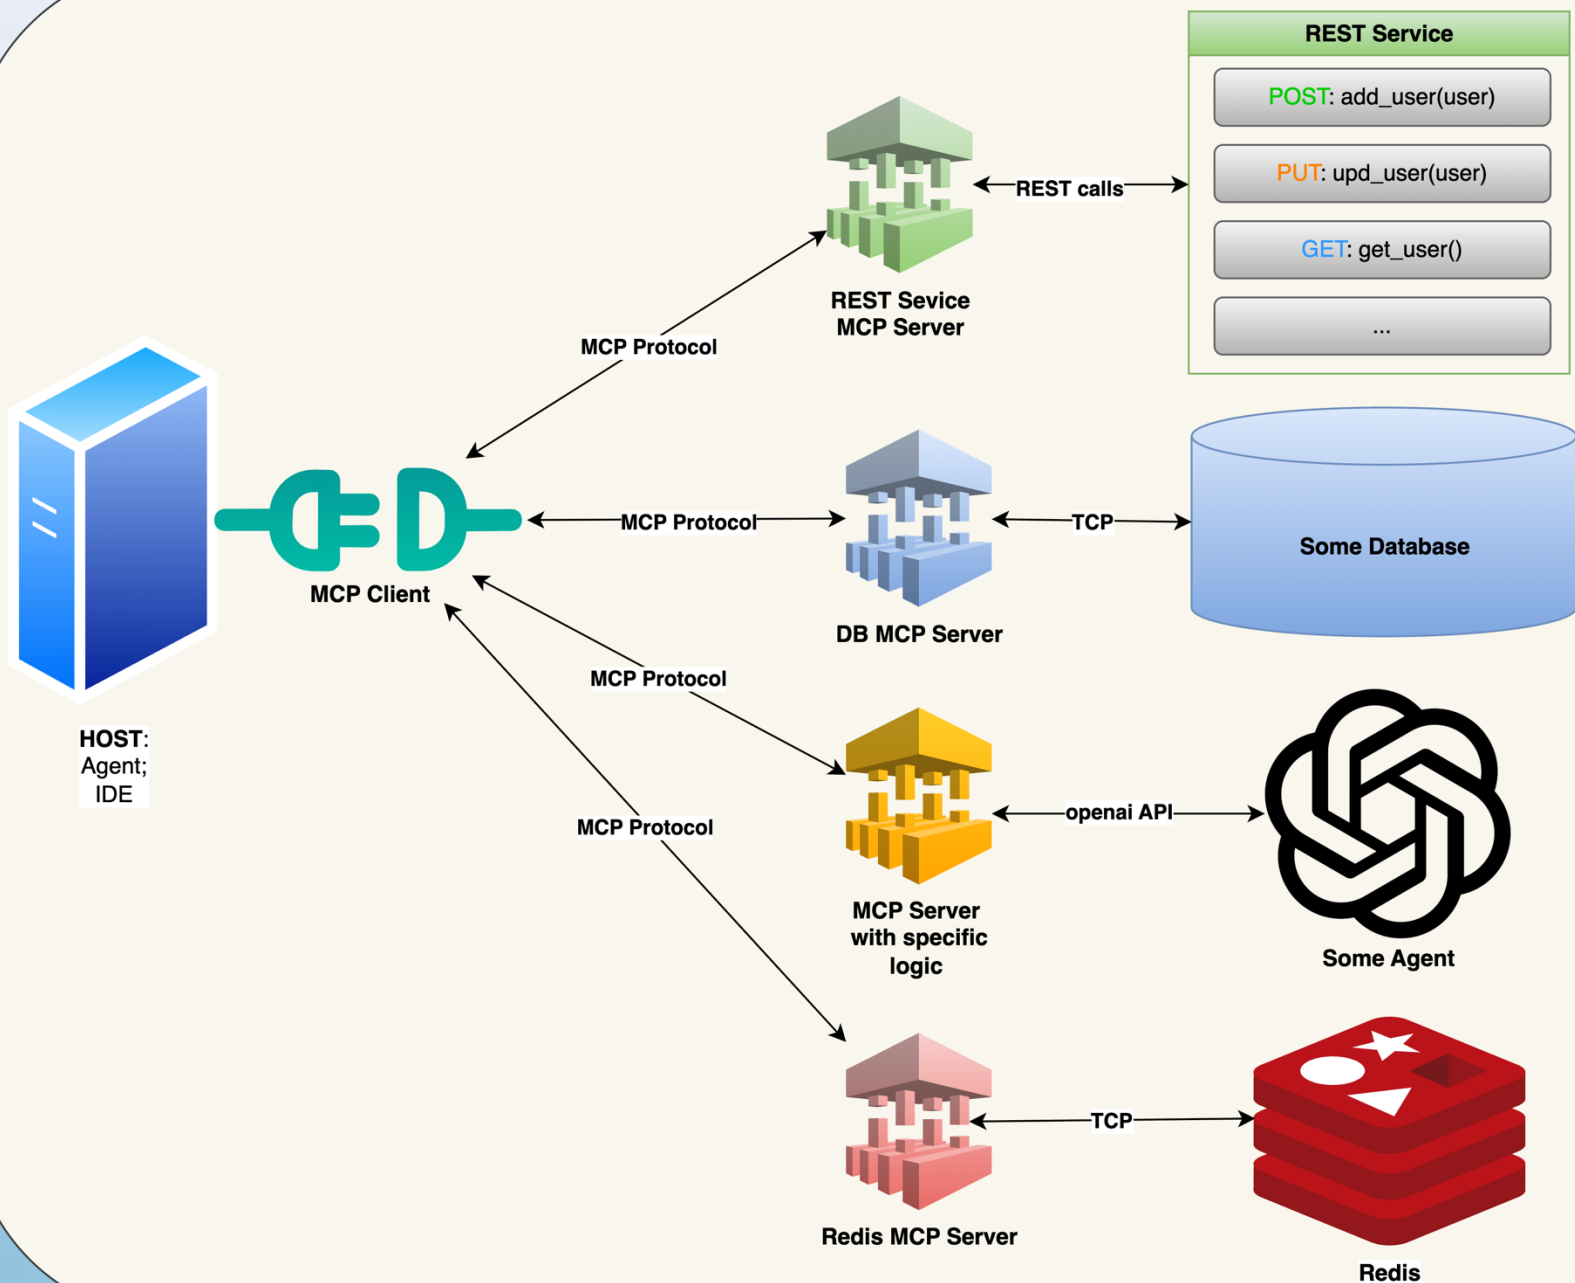 REST Service
POST: add_user(user)
PUT: upd_user(user)
GET: get_user()
...
REST calls
REST Sevice
MCP Server
MCP Protocol
MCP Client
HOST:
Agent;
IDE
MCP Protocol
DB MCP Server
TCP
Some Database
MCP Protocol
MCP Server
with specific
logic
openai API
Some Agent
MCP Protocol
Redis MCP Server
TCP
Redis